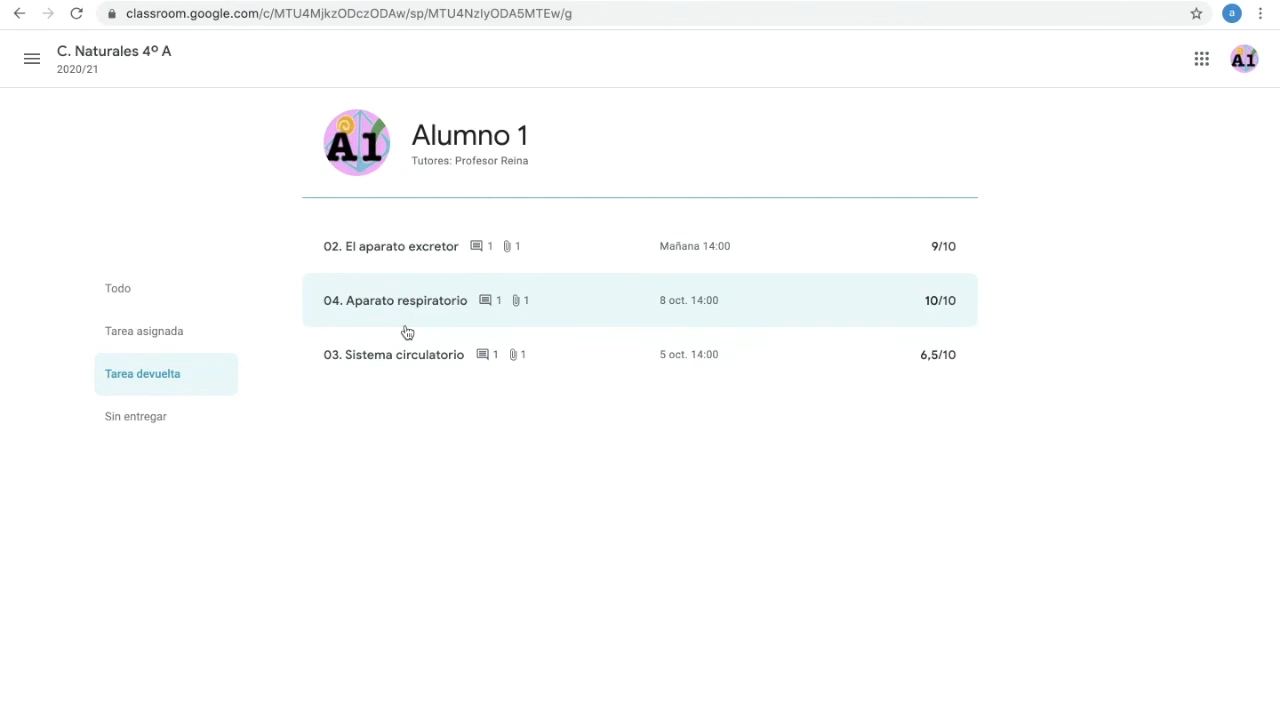 classroom.google.com/c/MTU4MjkzODczODAw/sp/MTU4NzIyODA5MTEw/g
a
C. Naturales 4º A
2020/21
A1
A1
Alumno 1
Tutores: Profesor Reina
02. El aparato excretor 1 1 Mañana 14:00 9/10
Todo
04. Aparato respiratorio 1 1 8 oct. 14:00 10/10
Tarea asignada
03. Sistema circulatorio 1 1 5 oct. 14:00 6,5/10
Tarea devuelta
Sin entregar